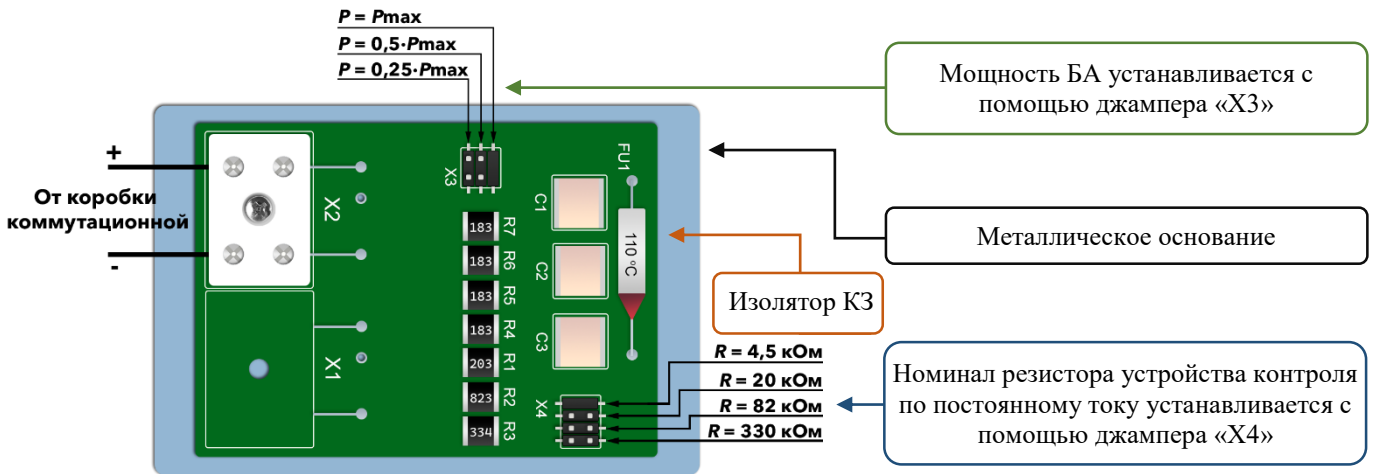 P = Pmax
P = 0,5·Pmax
P = 0,25·Pmax
Мощность БА устанавливается с
помощью джампера «X3»
+
От коробки
коммутационной
-
X2
X1
X3
FU1
C1
C2
C3
110 °C
183
R7
183
R6
183
R5
183
R4
203
R1
823
R2
334
R3
X4
Металлическое основание
Изолятор КЗ
R = 4,5 кОм
R = 20 кОм
R = 82 кОм
R = 330 кОм
Номинал резистора устройства контроля
по постоянному току устанавливается с
помощью джампера «X4»